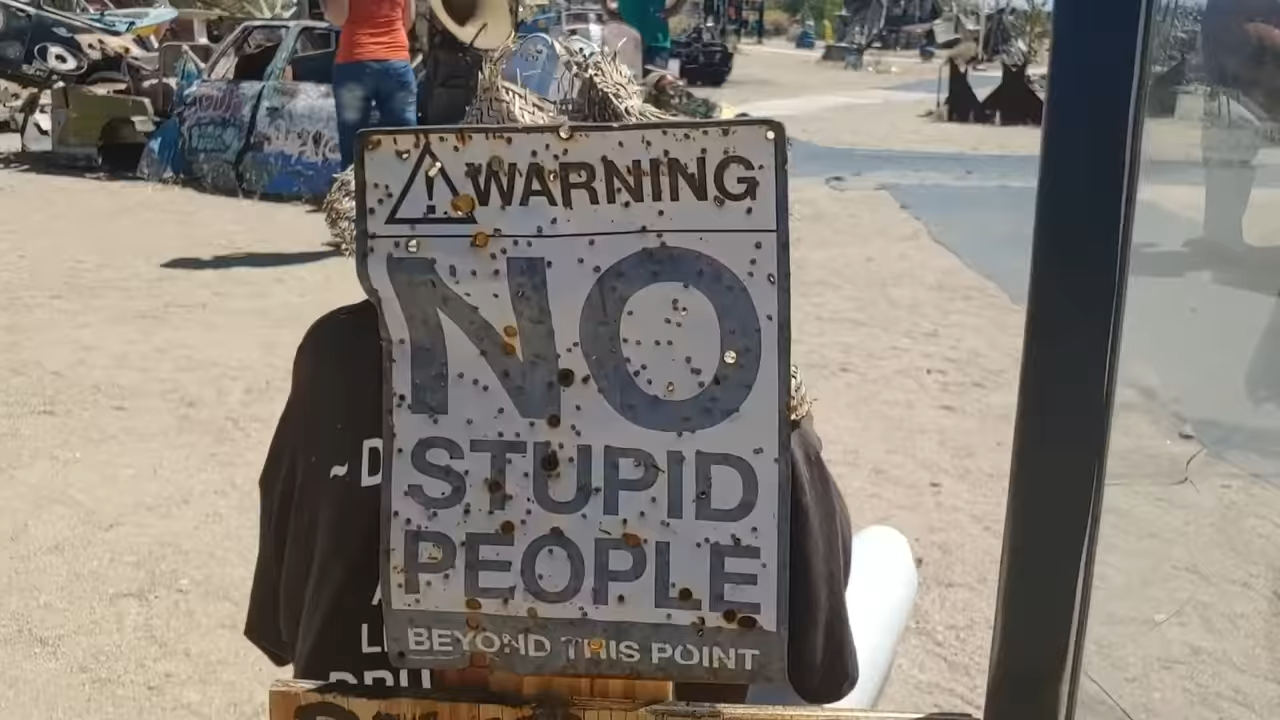 WARNING
NO
STUPID
PEOPLE
BEYOND THIS POINT